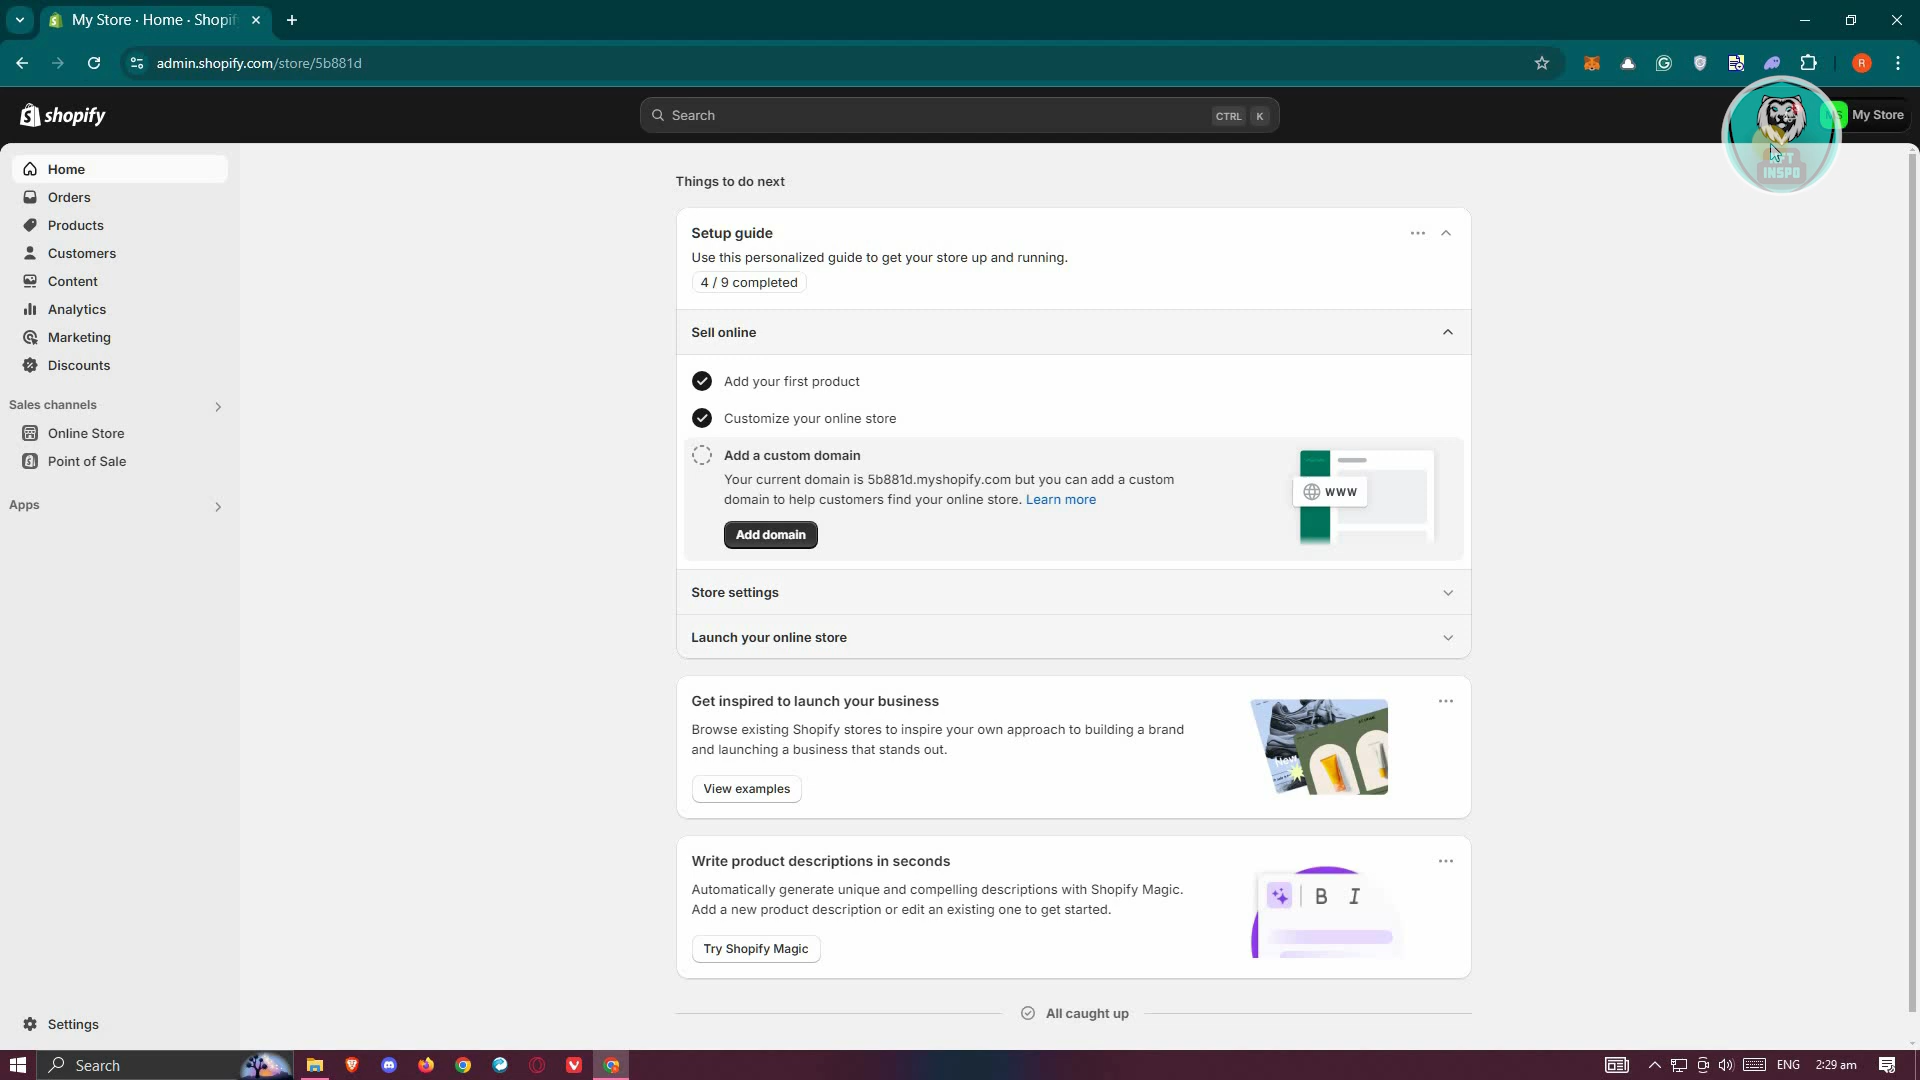 My Store · Home · Shopif
admin.shopify.com/store/5b881d
R
shopify
Search
CTRL K
My Store
INSPO
Home
Orders
Products
Customers
Content
Analytics
Marketing
Discounts
Sales channels
Online Store
Point of Sale
Apps
Settings
Things to do next
Setup guide
Use this personalized guide to get your store up and running.
4 / 9 completed
Sell online
Add your first product
Customize your online store
Add a custom domain
Your current domain is 5b881d.myshopify.com but you can add a custom
domain to help customers find your online store. Learn more
Add domain
www
Store settings
Launch your online store
Get inspired to launch your business
Browse existing Shopify stores to inspire your own approach to building a brand
and launching a business that stands out.
View examples
Write product descriptions in seconds
Automatically generate unique and compelling descriptions with Shopify Magic.
Add a new product description or edit an existing one to get started.
Try Shopify Magic
B I
All caught up
Search
ENG
2:29 am